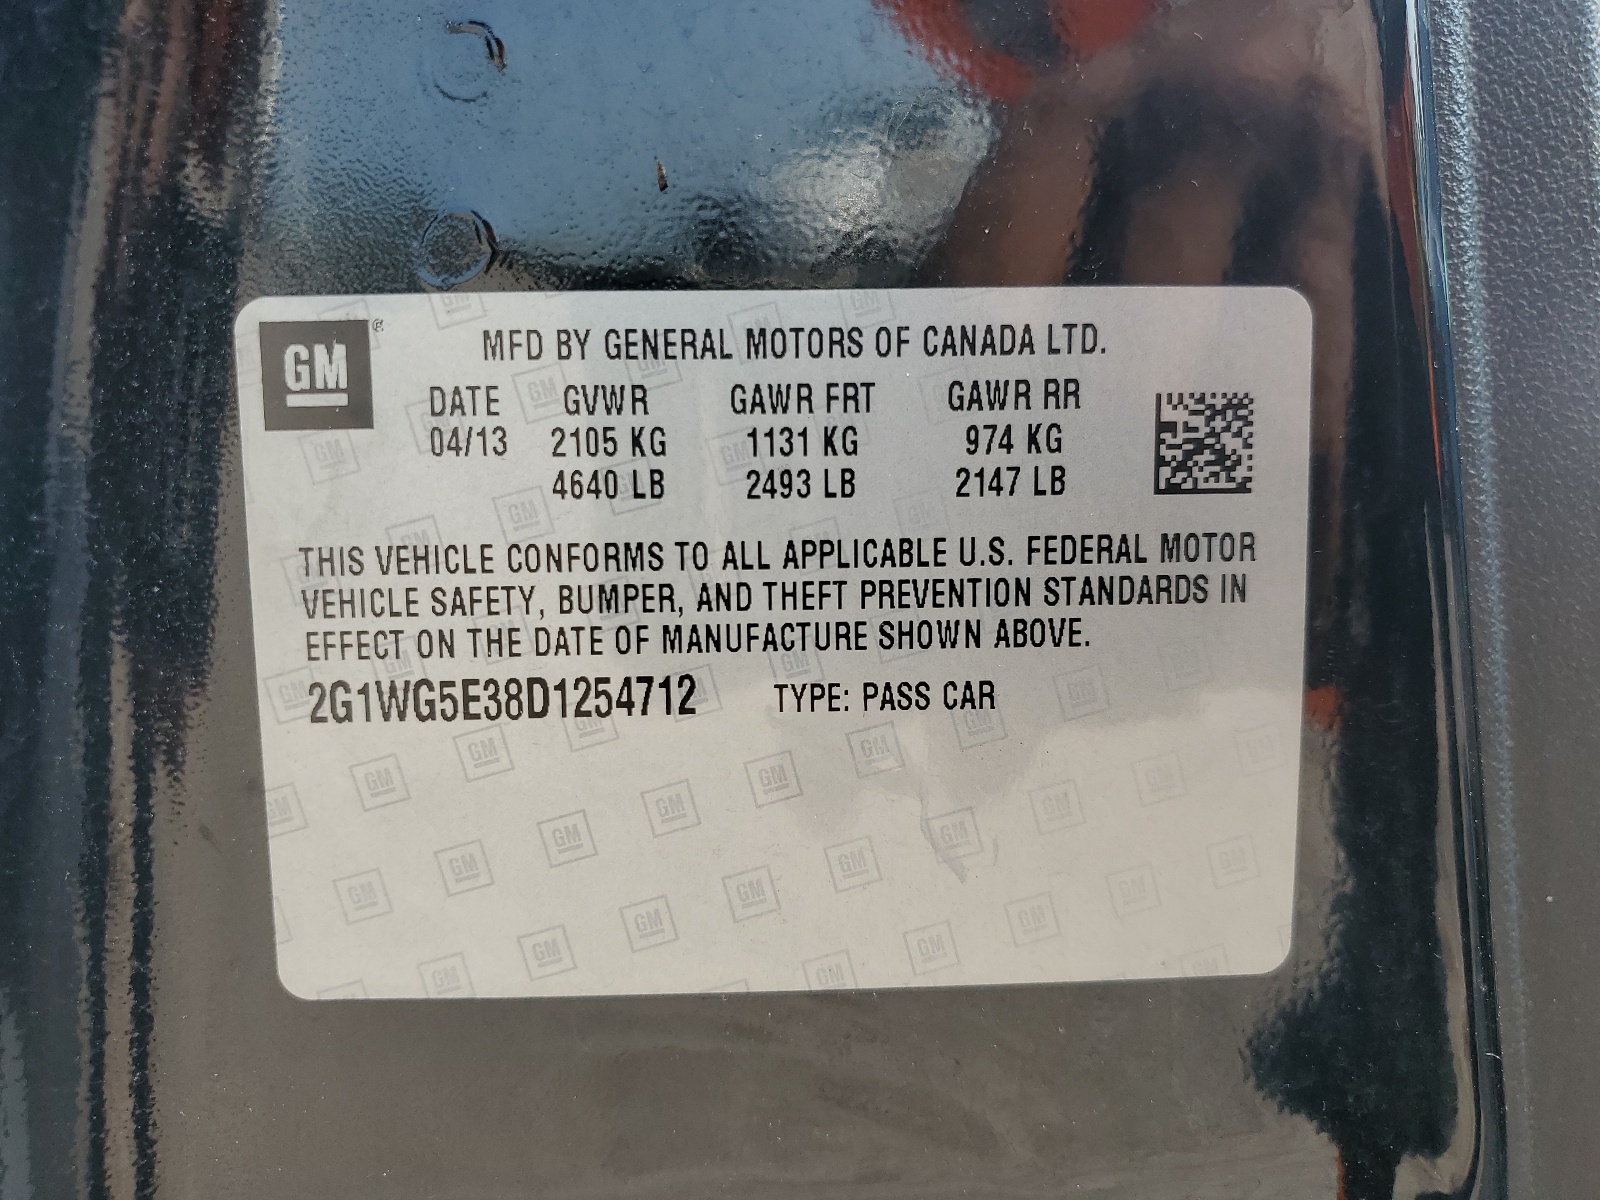 GM ®
MFD BY GENERAL MOTORS OF CANADA LTD.
DATE GVWR GAWR FRT GAWR RR
04/13 2105 KG 1131 KG 974 KG
4640 LB 2493 LB 2147 LB
THIS VEHICLE CONFORMS TO ALL APPLICABLE U.S. FEDERAL MOTOR
VEHICLE SAFETY, BUMPER, AND THEFT PREVENTION STANDARDS IN
EFFECT ON THE DATE OF MANUFACTURE SHOWN ABOVE.
2G1WG5E38D1254712 TYPE: PASS CAR